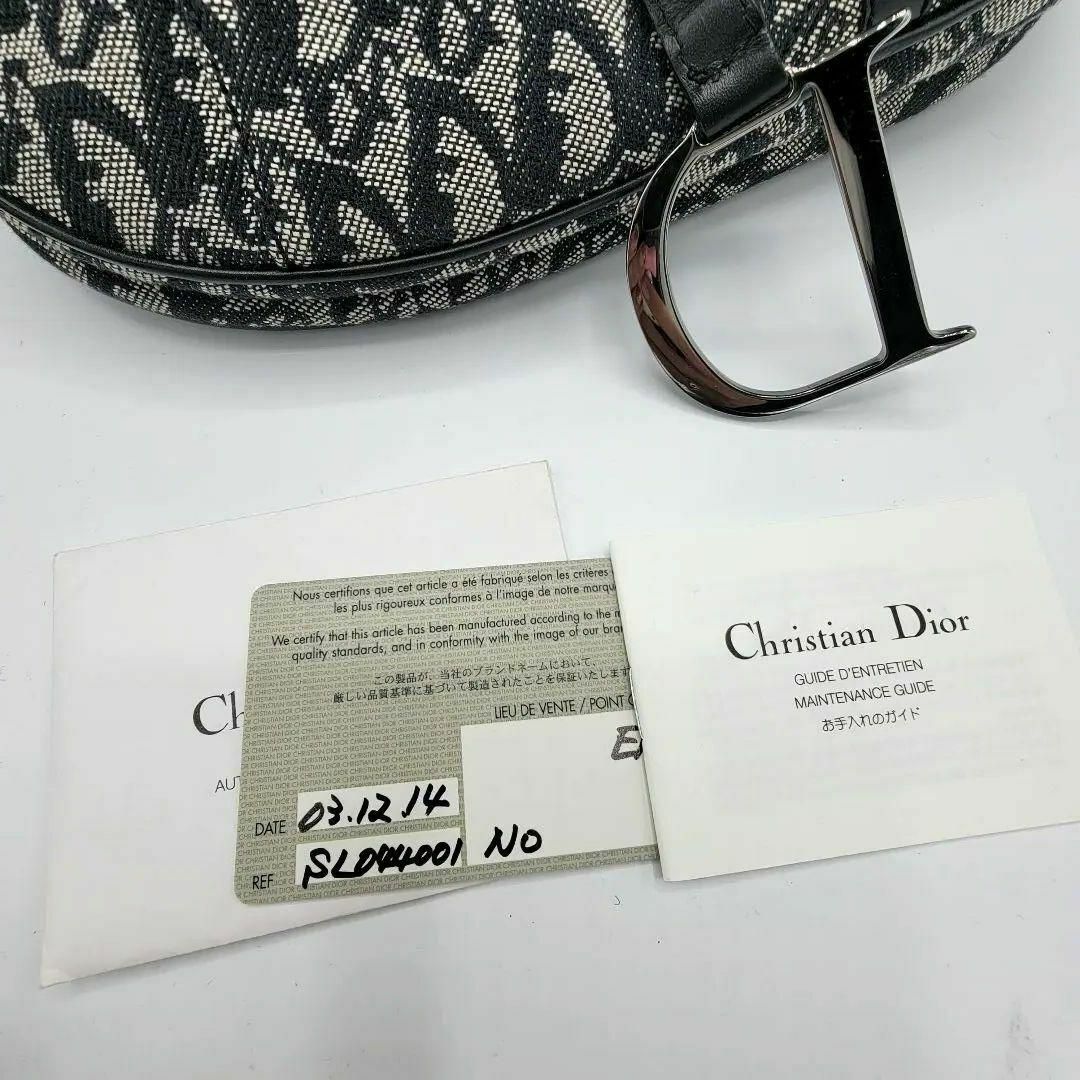 Nous certifions que cet article a été fabriqué selon les critères
les plus rigoureux conformes à l'image de notre
We certify that this article has been manufactured according to the
quality standards, and in conformity with the image of our
この製品が、当社のブランドネームにおいて、
厳しい品質基準に基づいて製造されたことを保証いたします
LIEU DE VENTE / POINT
DATE 03.12.14
REF SL044001 NO
Christian Dior
GUIDE D'ENTRETIEN
MAINTENANCE GUIDE
お手入れのガイド